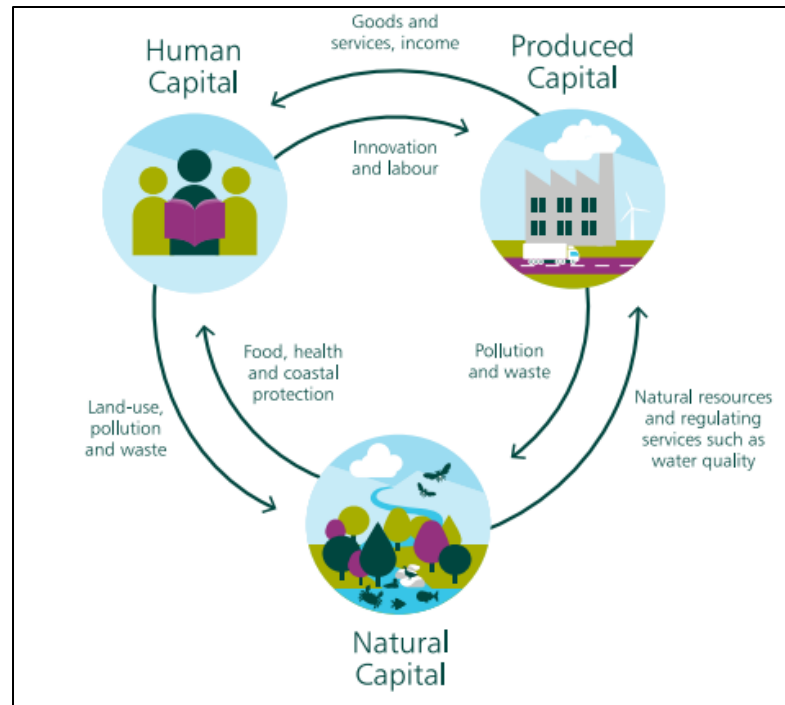 Goods and
services, income
Human
Capital
Produced
Capital
Innovation
and labour
Food, health
and coastal
protection
Pollution
and waste
Land-use,
pollution
and waste
Natural resources
and regulating
services such as
water quality
Natural
Capital